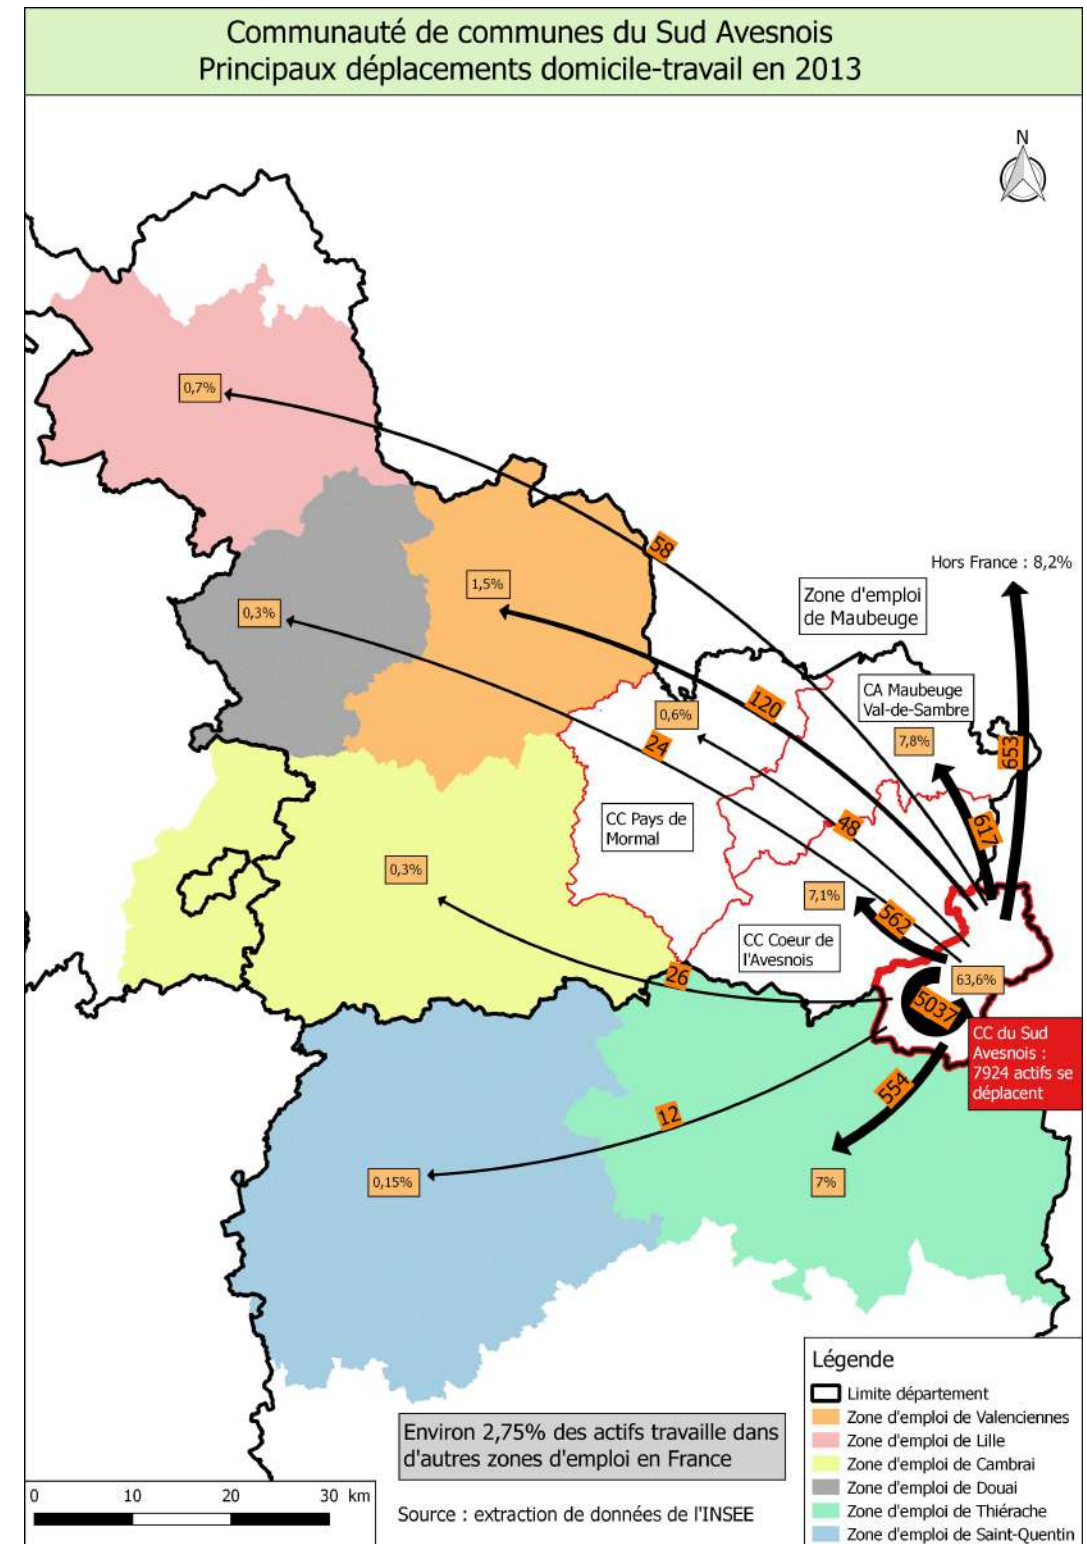 Communauté de communes du Sud Avesnois
Principaux déplacements domicile-travail en 2013
N
0,7%
58
Hors France : 8,2%
1,5%
Zone d'emploi
de Maubeuge
0,3%
CA Maubeuge
Val-de-Sambre
120
0,6%
24
7,8%
653
CC Pays de
Mormal
48
617
0,3%
7,1%
562
CC Coeur de
l'Avesnois
26
63,6%
5037
CC du Sud
Avesnois :
7924 actifs se
déplacent
554
12
0,15%
7%
Légende
Limite département
Zone d'emploi de Valenciennes
Zone d'emploi de Lille
Zone d'emploi de Cambrai
Zone d'emploi de Douai
Zone d'emploi de Thiérache
Zone d'emploi de Saint-Quentin
Environ 2,75% des actifs travaille dans
d'autres zones d'emploi en France
0 10 20 30 km
Source : extraction de données de l'INSEE